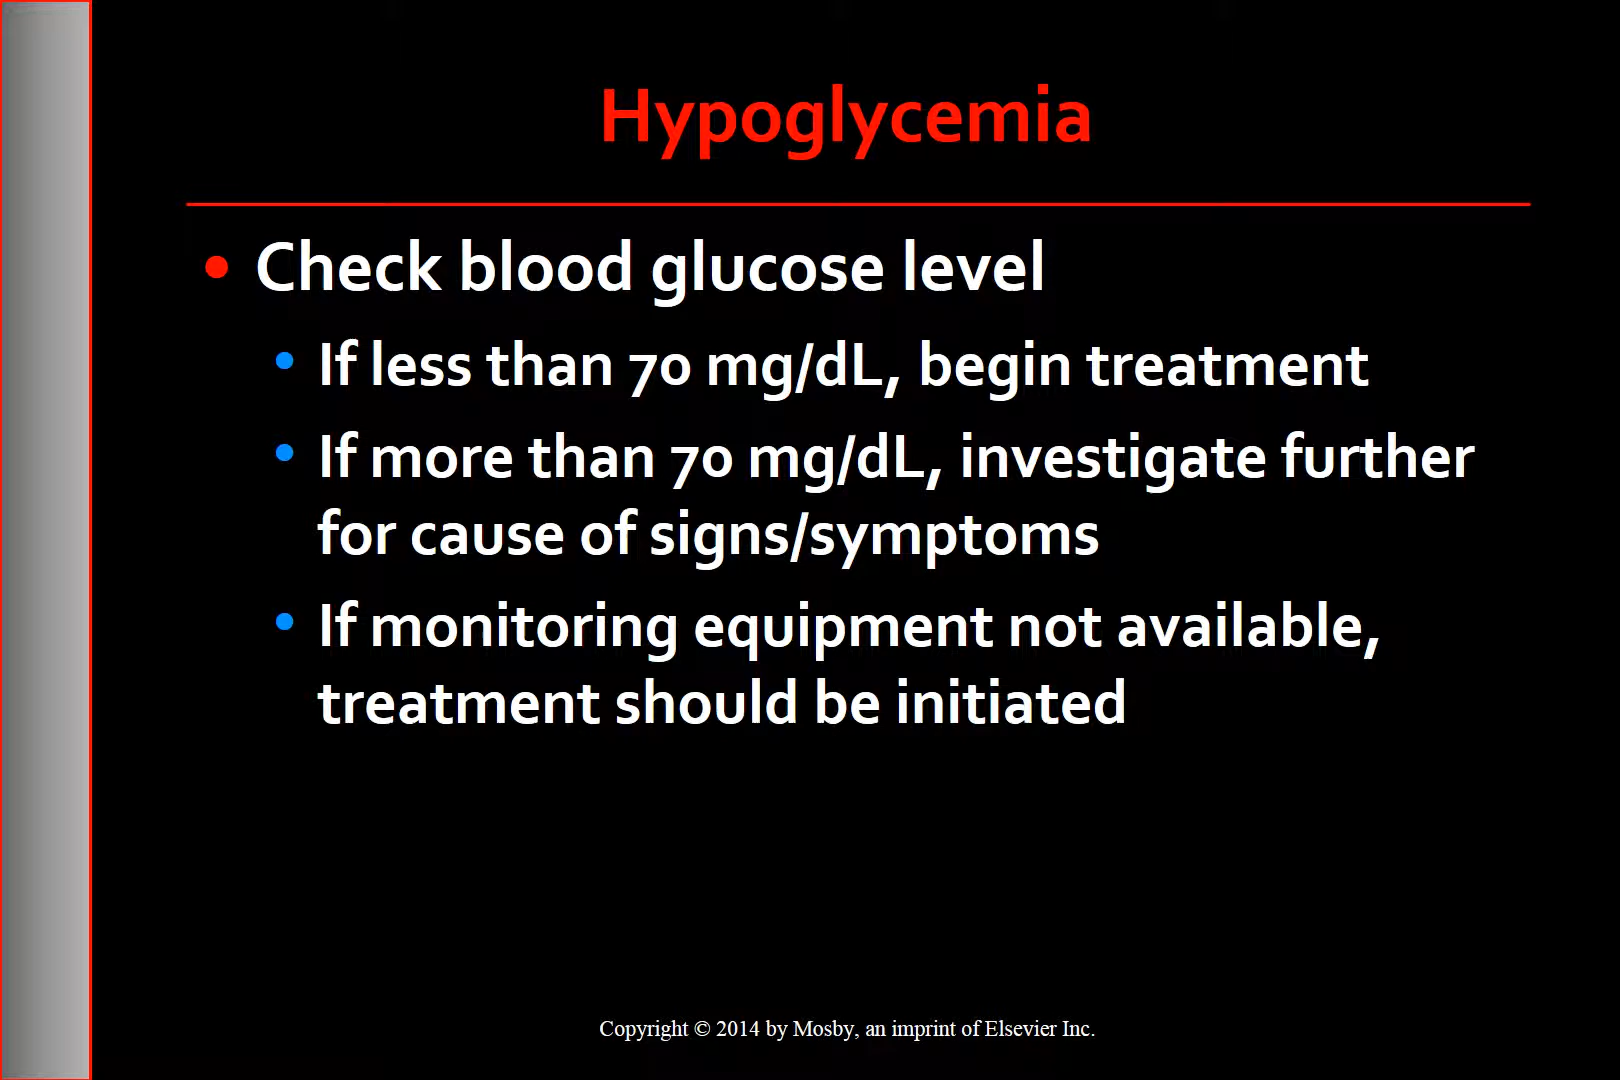 Hypoglycemia
• Check blood glucose level
• If less than 70 mg/dL, begin treatment
• If more than 70 mg/dL, investigate further
for cause of signs/symptoms
• If monitoring equipment not available,
treatment should be initiated
Copyright © 2014 by Mosby, an imprint of Elsevier Inc.